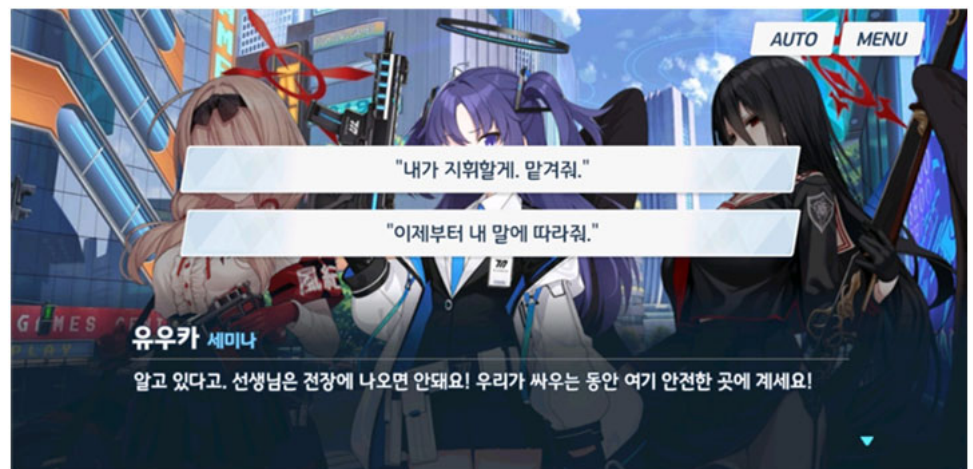 AUTO MENU
"내가 지휘할게. 맡겨줘."
"이제부터 내 말에 따라줘."
GAMES
PLAY
유우카 세미나
알고 있다고. 선생님은 전장에 나오면 안돼요! 우리가 싸우는 동안 여기 안전한 곳에 계세요!